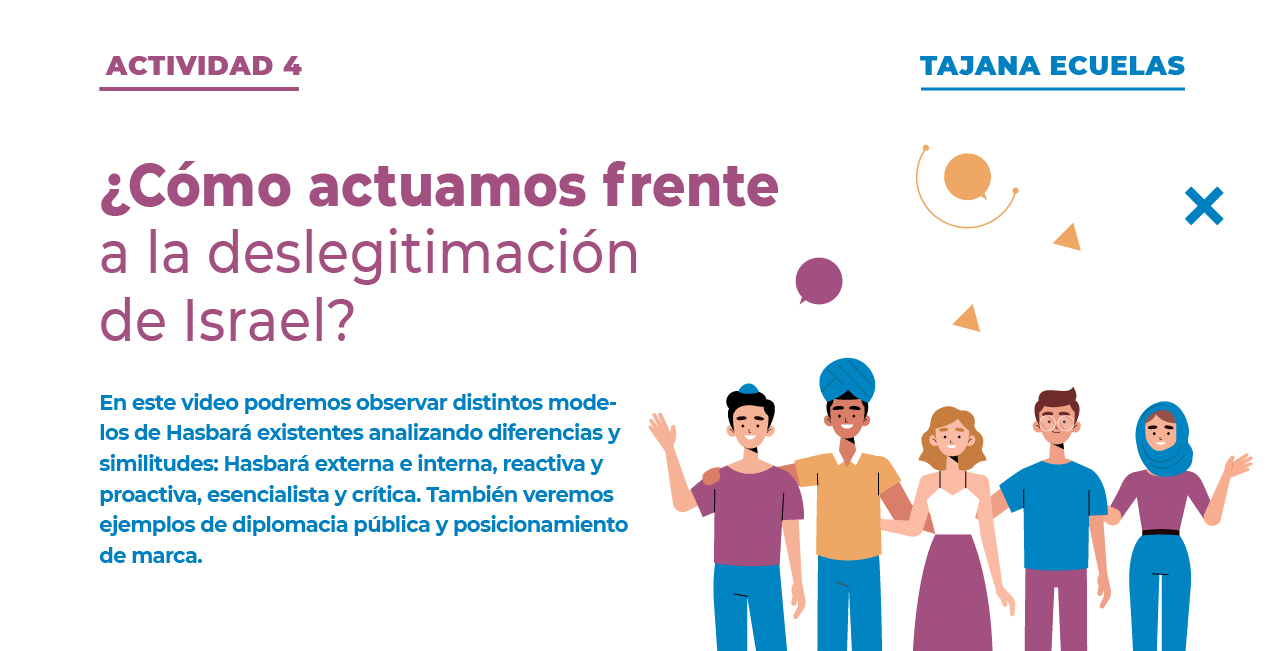 ACTIVIDAD 4
TAJANA ECUELAS
¿Cómo actuamos frente
a la deslegitimación
de Israel?
En este video podremos observar distintos mode-
los de Hasbará existentes analizando diferencias y
similitudes: Hasbará externa e interna, reactiva y
proactiva, esencialista y crítica. También veremos
ejemplos de diplomacia pública y posicionamiento
de marca.